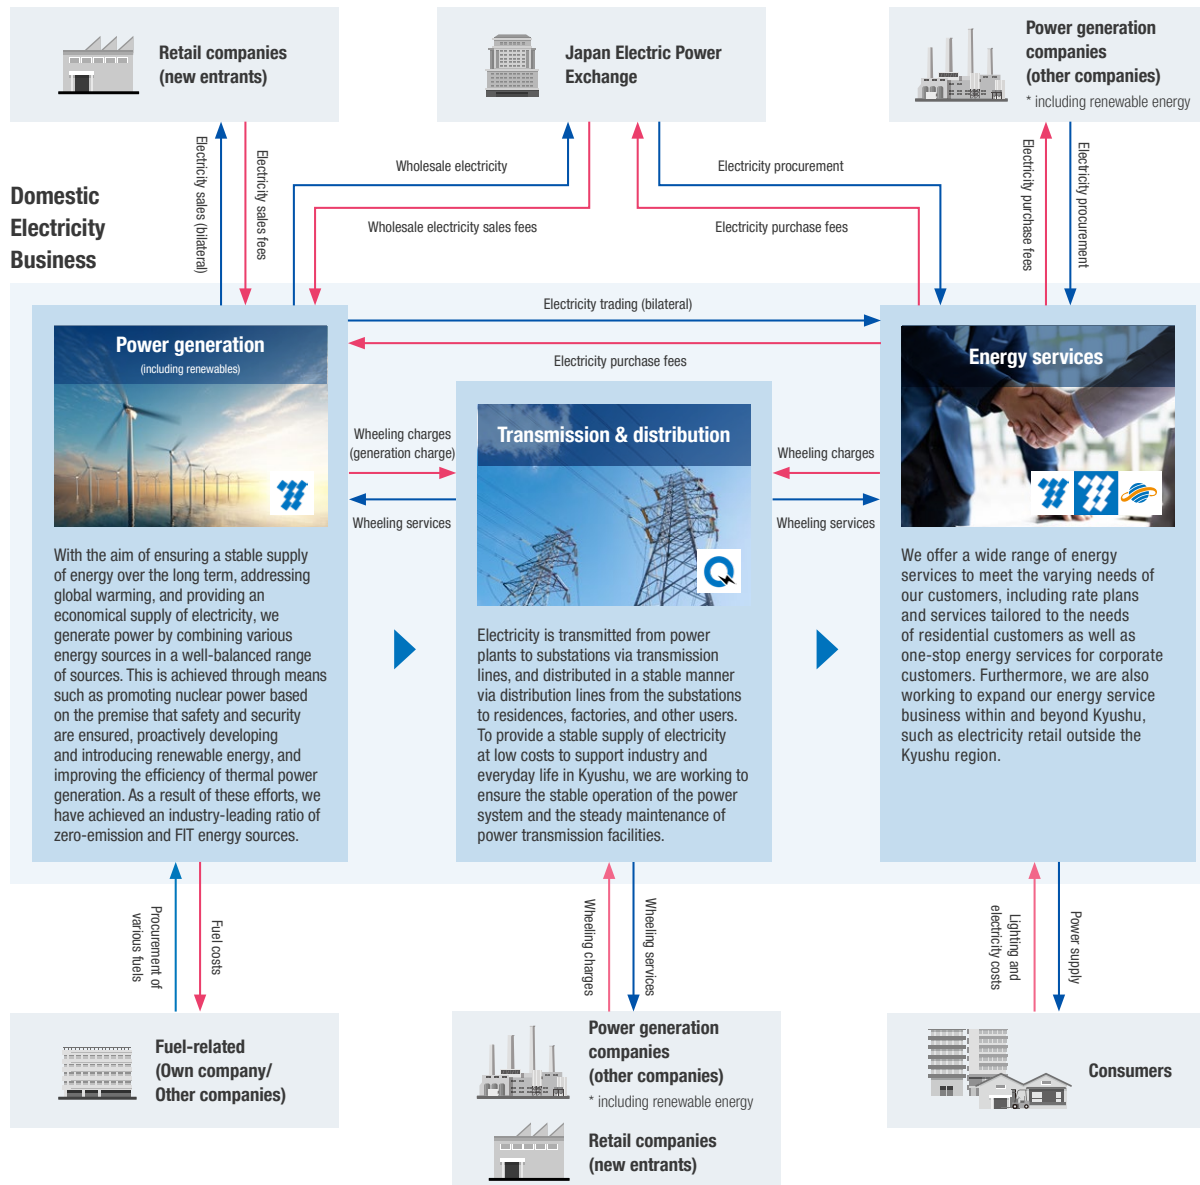 Retail companies
(new entrants)
Japan Electric Power
Exchange
Power generation
companies
(other companies)
* including renewable energy
Domestic
Electricity
Business
Electricity sales (bilateral)
Electricity sales fees
Wholesale electricity
Wholesale electricity sales fees
Electricity procurement
Electricity purchase fees
Electricity purchase fees
Electricity procurement
Electricity trading (bilateral)
Electricity purchase fees
Power generation
(including renewables)
With the aim of ensuring a stable supply
of energy over the long term, addressing
global warming, and providing an
economical supply of electricity, we
generate power by combining various
energy sources in a well-balanced range
of sources. This is achieved through means
such as promoting nuclear power based
on the premise that safety and security
are ensured, proactively developing
and introducing renewable energy, and
improving the efficiency of thermal power
generation. As a result of these efforts, we
have achieved an industry-leading ratio of
zero-emission and FIT energy sources.
Wheeling charges
(generation charge)
Wheeling services
Transmission & distribution
Electricity is transmitted from power
plants to substations via transmission
lines, and distributed in a stable manner
via distribution lines from the substations
to residences, factories, and other users.
To provide a stable supply of electricity
at low costs to support industry and
everyday life in Kyushu, we are working to
ensure the stable operation of the power
system and the steady maintenance of
power transmission facilities.
Wheeling charges
Wheeling services
Energy services
We offer a wide range of energy
services to meet the varying needs of
our customers, including rate plans
and services tailored to the needs
of residential customers as well as
one-stop energy services for corporate
customers. Furthermore, we are also
working to expand our energy service
business within and beyond Kyushu,
such as electricity retail outside the
Kyushu region.
Procurement of
various fuels
Fuel costs
Wheeling charges
Wheeling services
Lighting and
electricity costs
Power supply
Fuel-related
(Own company/
Other companies)
Power generation
companies
(other companies)
* including renewable energy
Retail companies
(new entrants)
Consumers